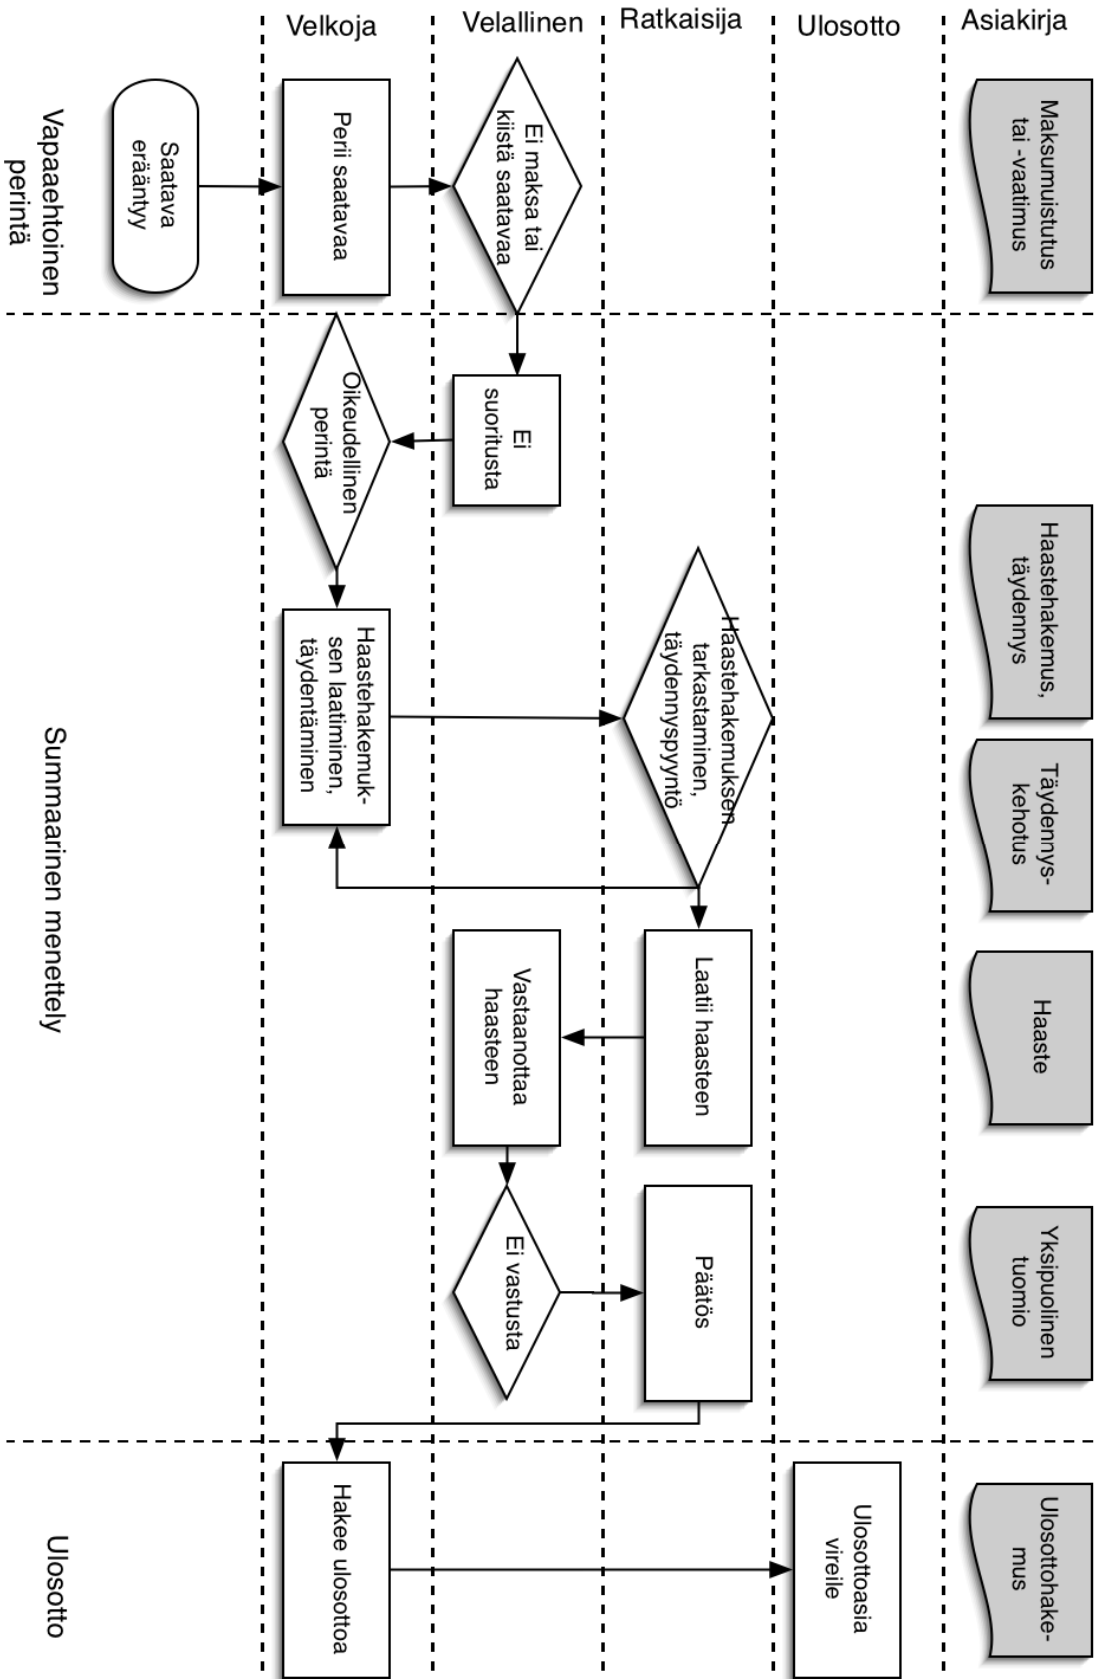 Velkoja
Velallinen
Ratkaisija
Ulosotto
Asiakirja
Vapaaehtoinen
perintä
Saatava
erääntyy
Perii saatavaa
Ei maksa tai
kiistä saatavaa
Maksumuistutus
tai -vaatimus
Summaarinen menettely
Ei
suoritusta
Oikeudellinen
perintä
Haastehakemuk-
sen laatiminen,
täydentäminen
Haastehakemuksen
tarkastaminen,
täydennyspyyntö
Haastehakemus,
täydennys
Täydennys-
kehotus
Laatii haasteen
Vastaanottaa
haasteen
Haaste
Ei vastusta
Päätös
Yksipuolinen
tuomio
Ulosotto
Hakee ulosottoa
Ulosottoasia
vireile
Ulosottohake-
mus